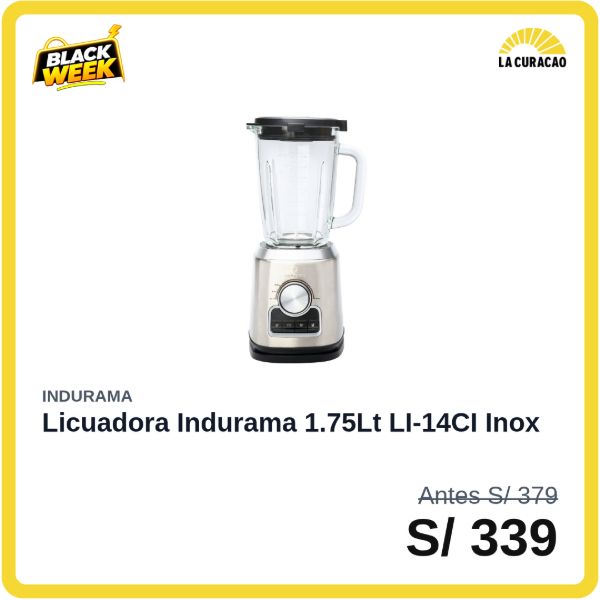 BLACK
WEEK
LA CURACAO
INDURAMA
Licuadora Indurama 1.75Lt LI-14CI Inox
Antes S/ 379
S/ 339